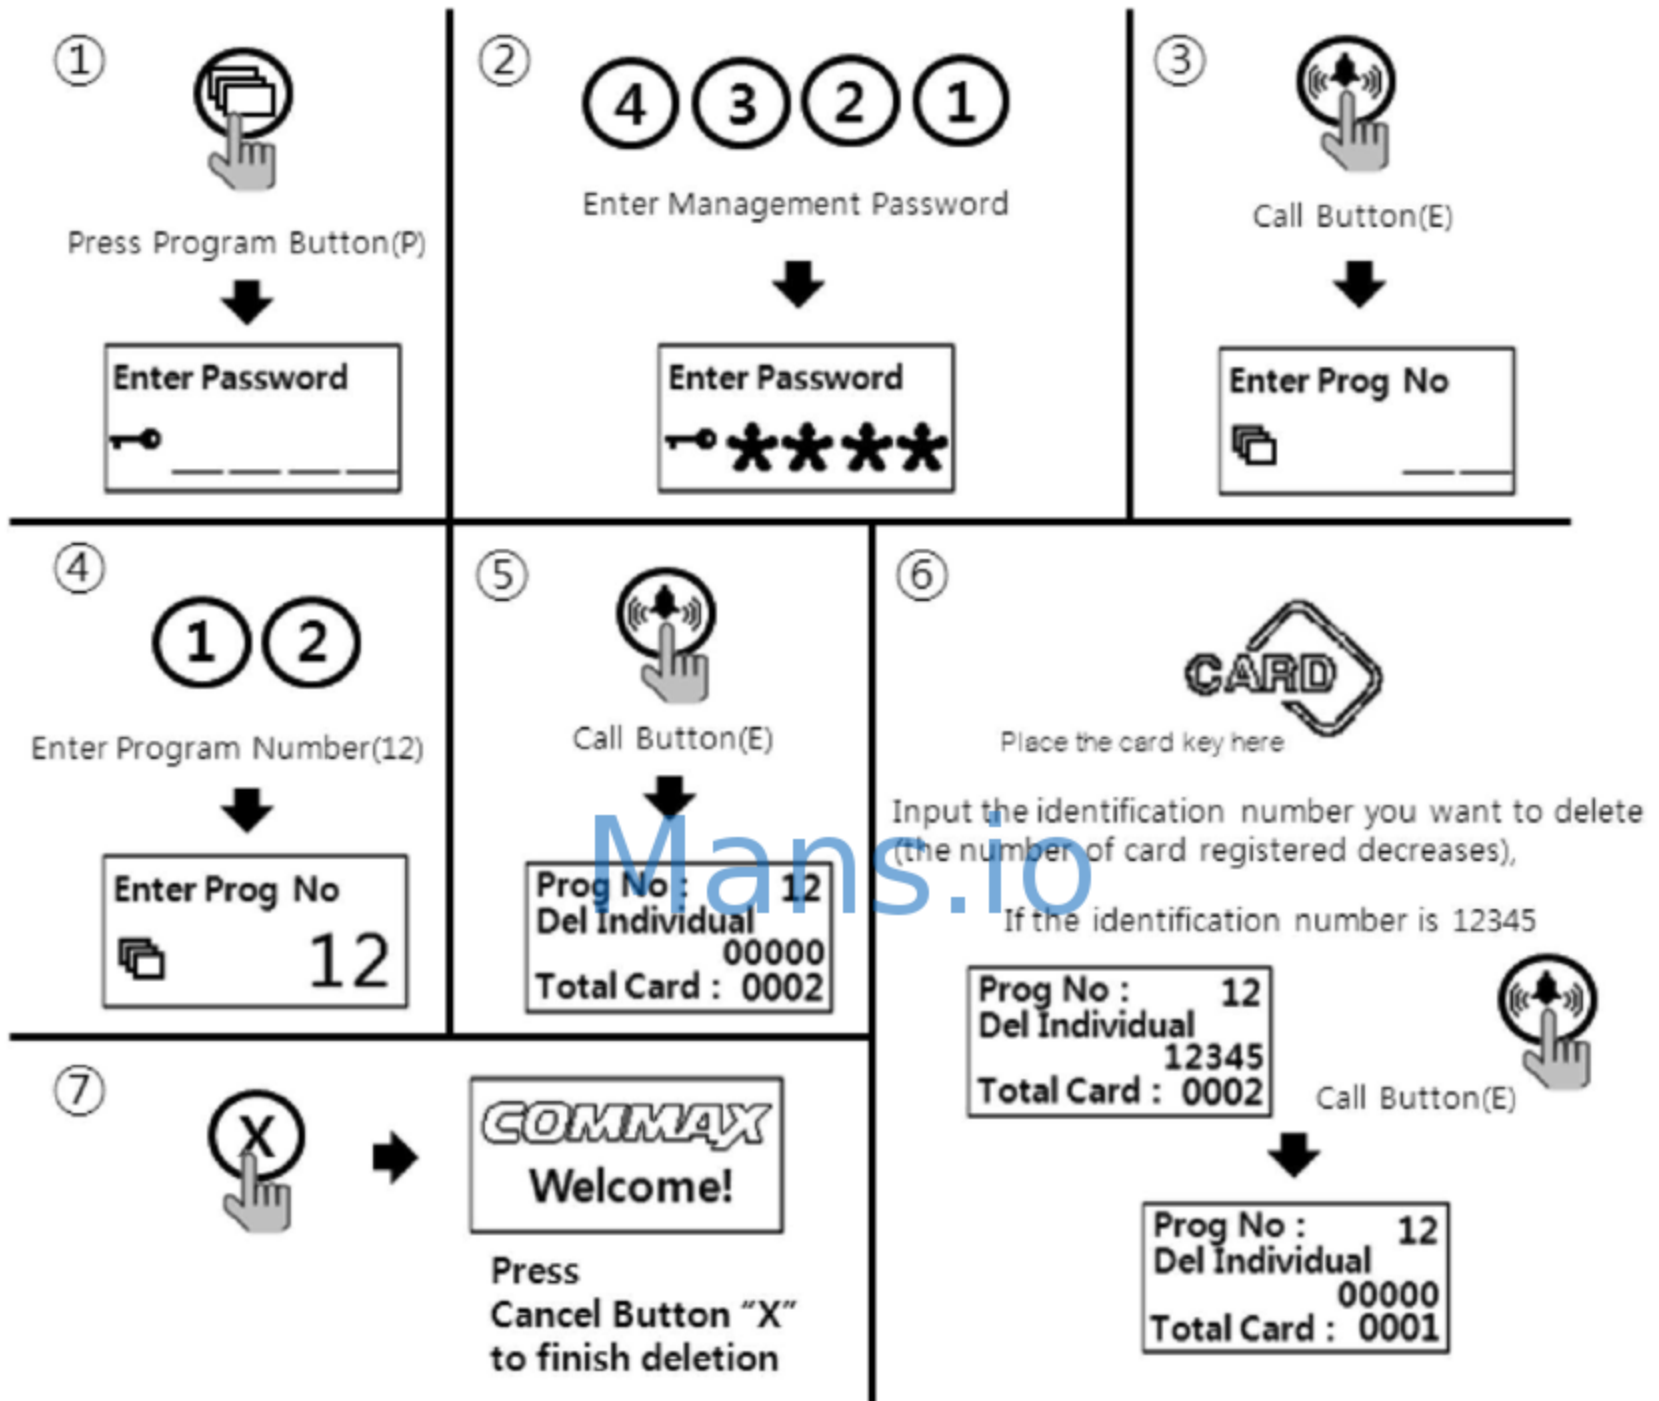 ①
Press Program Button(P)
Enter Password
②
4 3 2 1
Enter Management Password
Enter Password
****
③
Call Button(E)
Enter Prog No
④
1 2
Enter Program Number(12)
Enter Prog No
12
⑤
Call Button(E)
Prog No : 12
Del Individual
00000
Total Card : 0002
⑥
CARD
Place the card key here
Input the identification number you want to delete
(the number of card registered decreases),
If the identification number is 12345
Prog No : 12
Del Individual
12345
Total Card : 0002
Call Button(E)
Prog No : 12
Del Individual
00000
Total Card : 0001
⑦
X
COMMAX
Welcome!
Press
Cancel Button “X”
to finish deletion
Mans.io